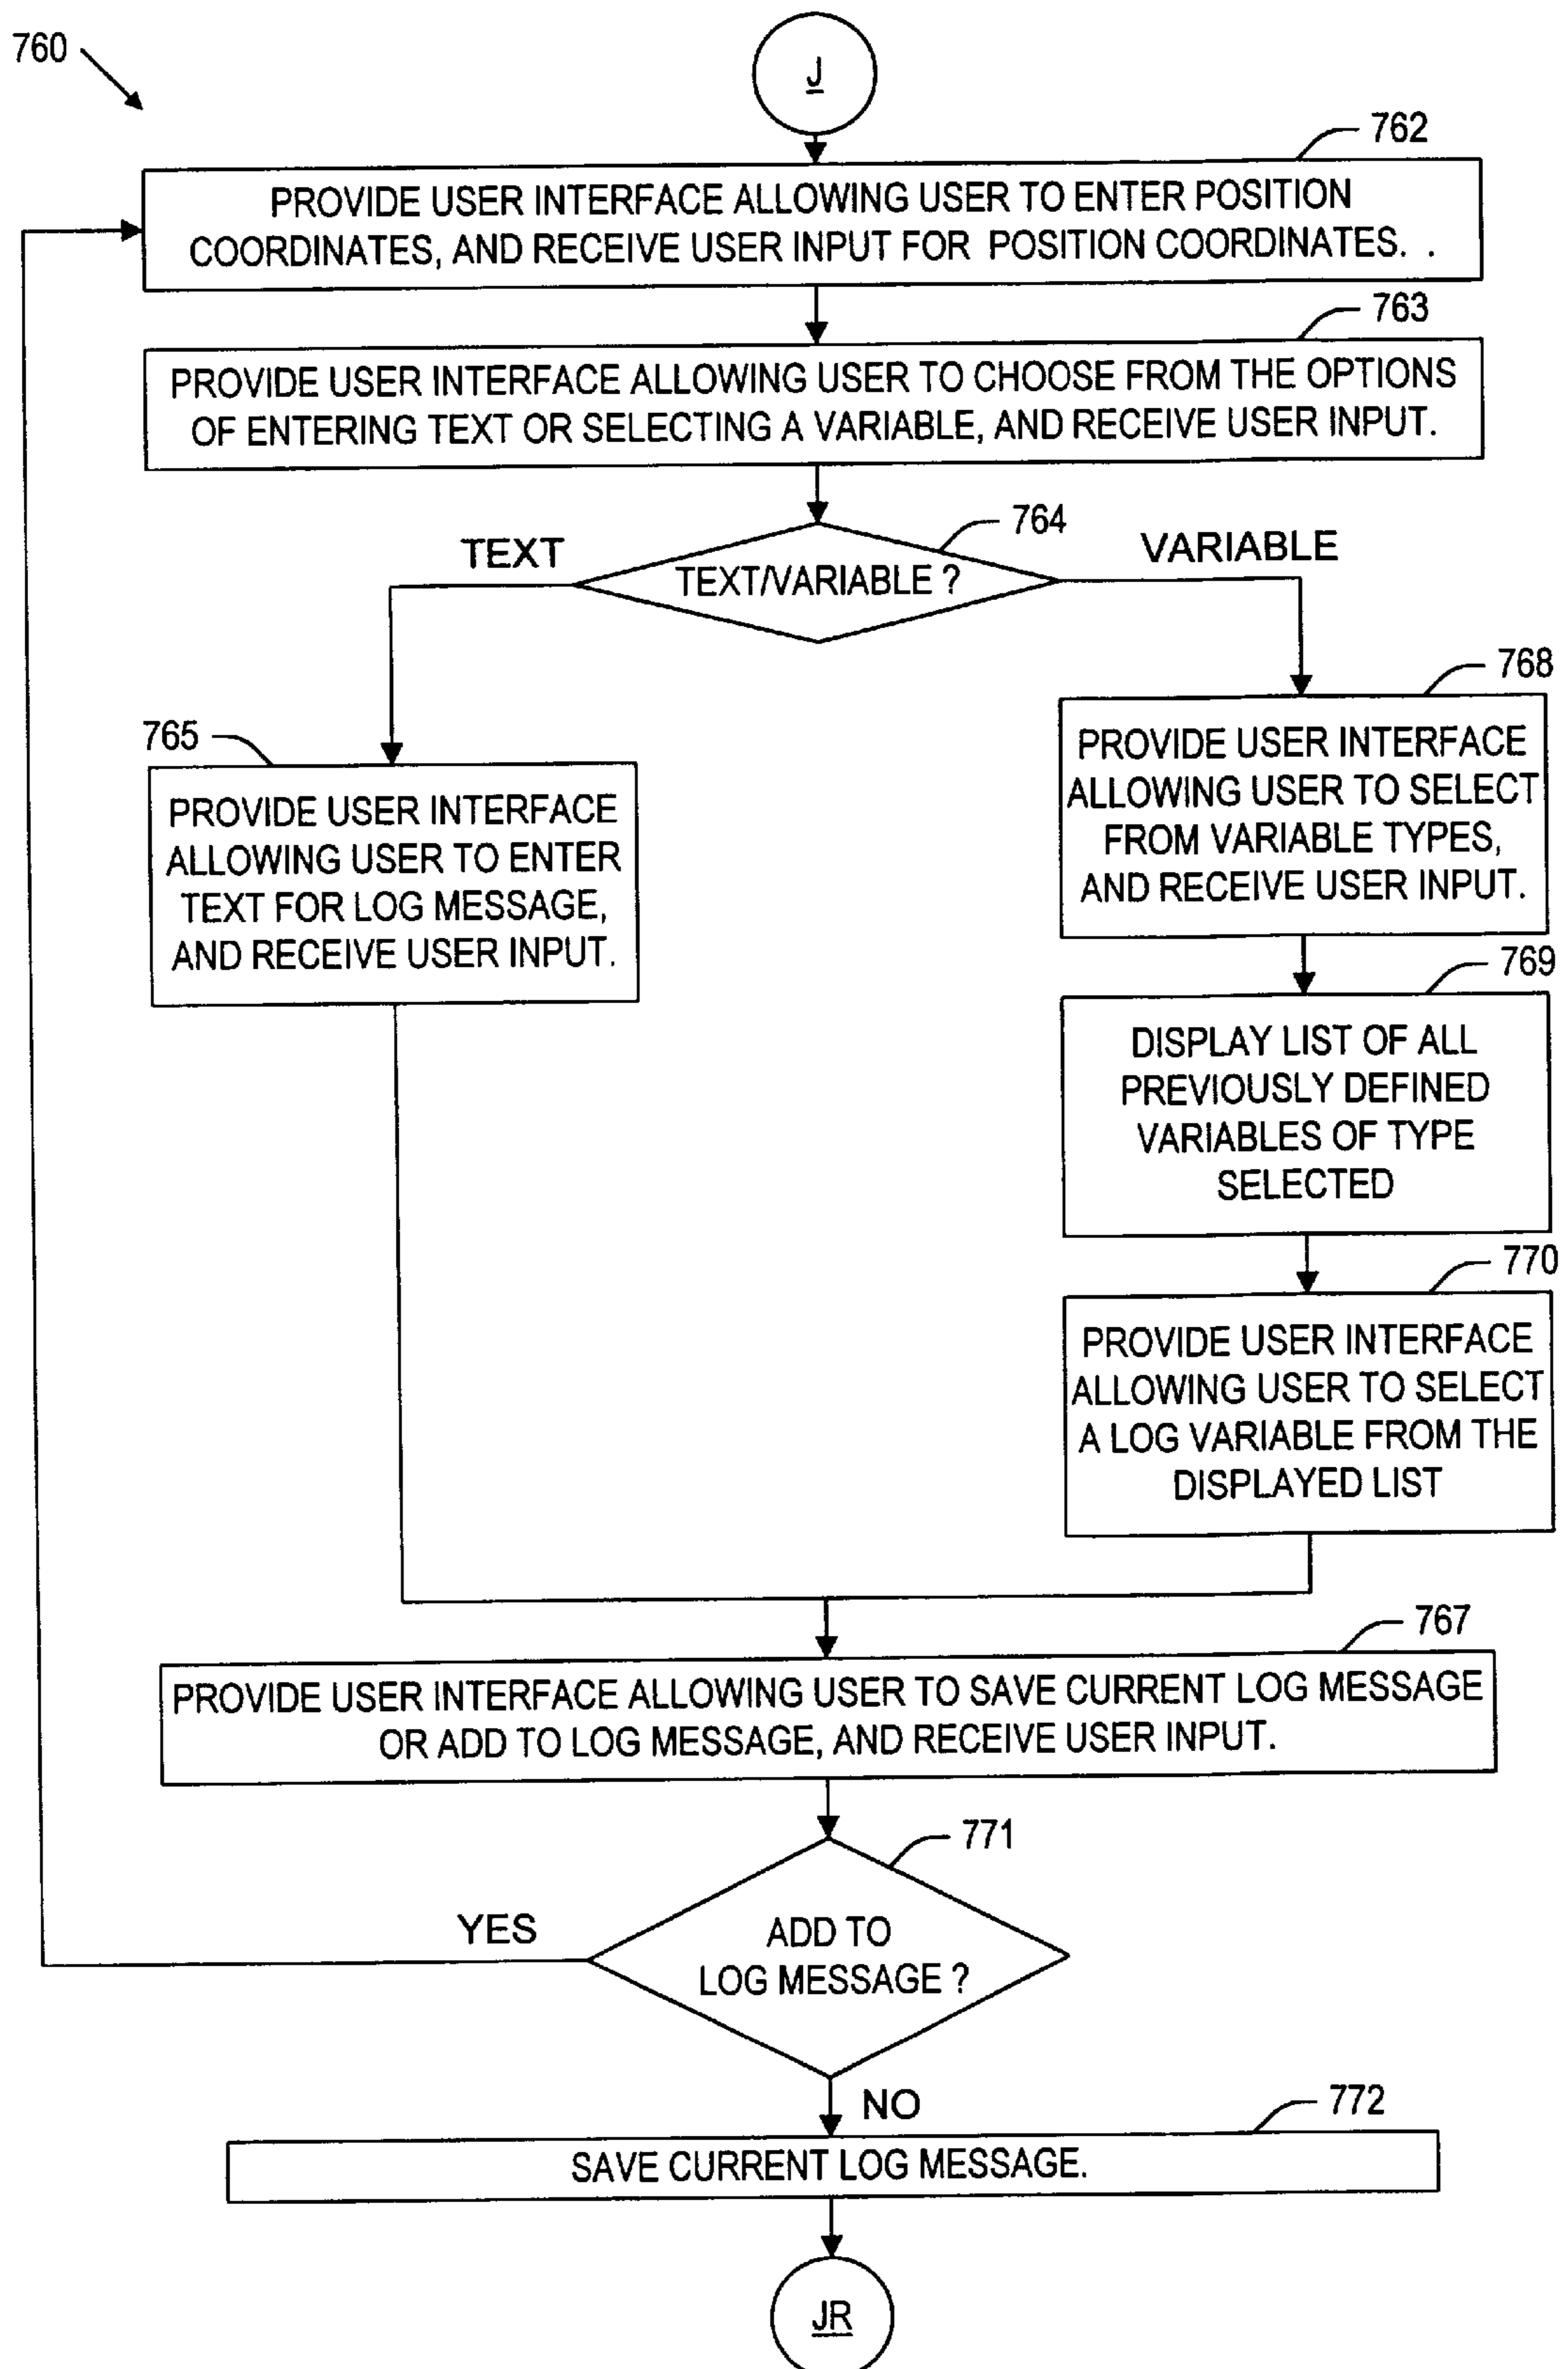 760
J
762
PROVIDE USER INTERFACE ALLOWING USER TO ENTER POSITION
COORDINATES, AND RECEIVE USER INPUT FOR POSITION COORDINATES. .
763
PROVIDE USER INTERFACE ALLOWING USER TO CHOOSE FROM THE OPTIONS
OF ENTERING TEXT OR SELECTING A VARIABLE, AND RECEIVE USER INPUT.
764
TEXT
TEXT/VARIABLE ?
VARIABLE
765
PROVIDE USER INTERFACE
ALLOWING USER TO ENTER
TEXT FOR LOG MESSAGE,
AND RECEIVE USER INPUT.
768
PROVIDE USER INTERFACE
ALLOWING USER TO SELECT
FROM VARIABLE TYPES,
AND RECEIVE USER INPUT.
769
DISPLAY LIST OF ALL
PREVIOUSLY DEFINED
VARIABLES OF TYPE
SELECTED
770
PROVIDE USER INTERFACE
ALLOWING USER TO SELECT
A LOG VARIABLE FROM THE
DISPLAYED LIST
767
PROVIDE USER INTERFACE ALLOWING USER TO SAVE CURRENT LOG MESSAGE
OR ADD TO LOG MESSAGE, AND RECEIVE USER INPUT.
771
YES
ADD TO
LOG MESSAGE ?
NO
772
SAVE CURRENT LOG MESSAGE.
JR